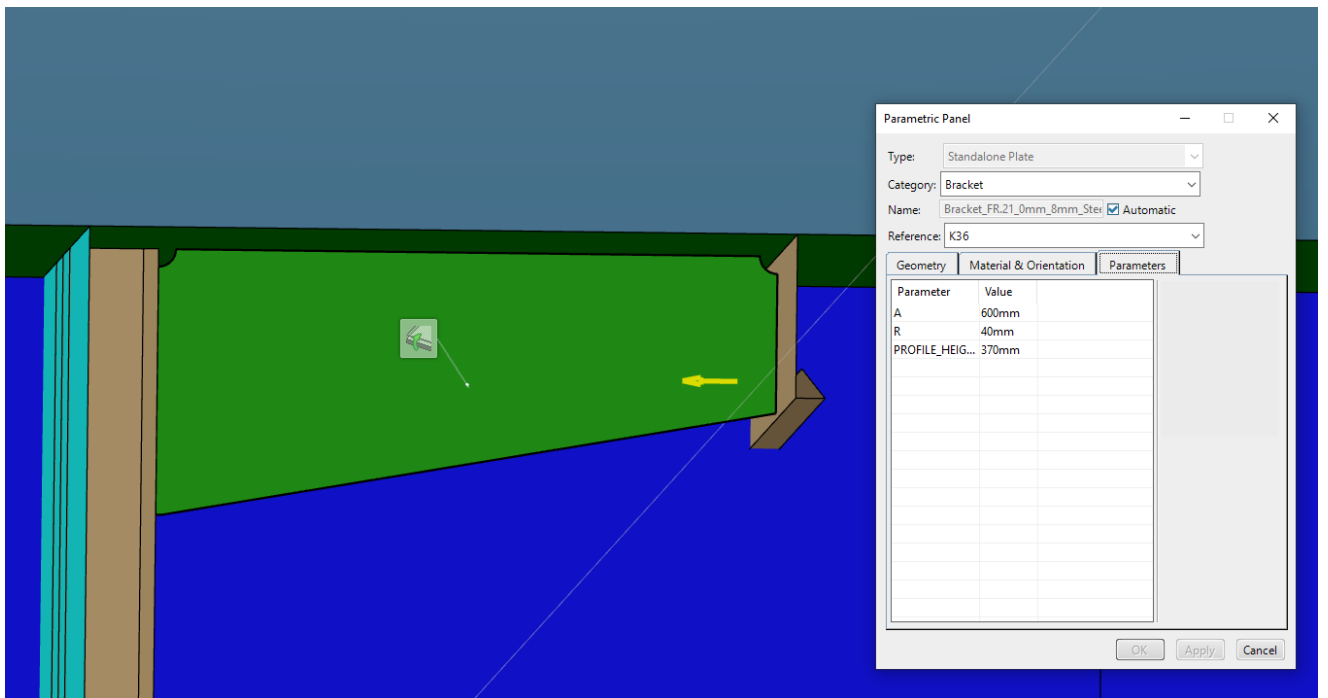 Parametric Panel
Type: Standalone Plate
Category: Bracket
Name: Bracket_FR.21_0mm_8mm_Stee Automatic
Reference: K36
Geometry Material & Orientation Parameters
Parameter Value
A 600mm
R 40mm
PROFILE_HEIG... 370mm
OK Apply Cancel